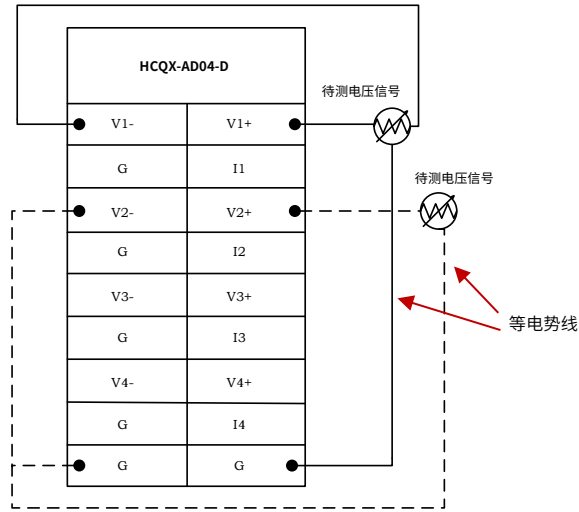 HCQX-AD04-D
待测电压信号
V1- V1+
G I1
待测电压信号
V2- V2+
G I2
V3- V3+
等电势线
G I3
V4- V4+
G I4
G G